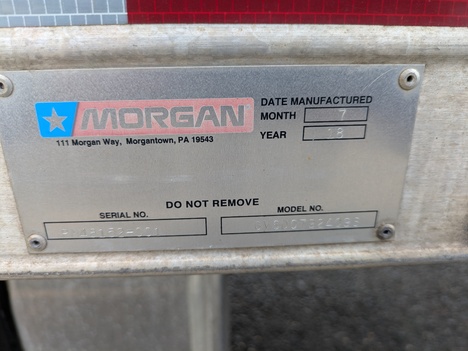 MORGAN
111 Morgan Way, Morgantown, PA 19543
DATE MANUFACTURED
MONTH 7
YEAR 18
DO NOT REMOVE
SERIAL NO.
MODEL NO.